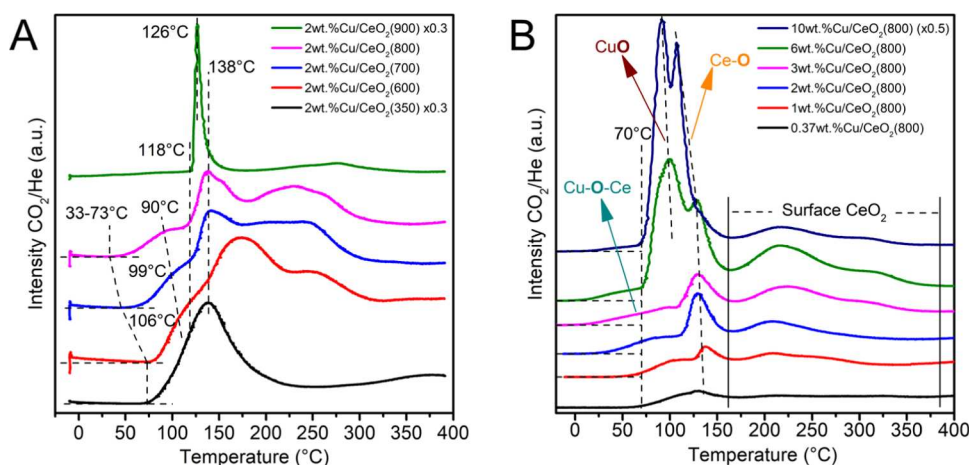 A
126°C
138°C
118°C
33-73°C
90°C
99°C
106°C
2wt.%Cu/CeO2(900) x0.3
2wt.%Cu/CeO2(800)
2wt.%Cu/CeO2(700)
2wt.%Cu/CeO2(600)
2wt.%Cu/CeO2(350) x0.3
Intensity CO2/He (a.u.)
0 50 100 150 200 250 300 350
Temperature (°C)
B
10wt.%Cu/CeO2(800) (x0.5)
6wt.%Cu/CeO2(800)
3wt.%Cu/CeO2(800)
2wt.%Cu/CeO2(800)
1wt.%Cu/CeO2(800)
0.37wt.%Cu/CeO2(800)
CuO
Ce-O
70°C
Cu-O-Ce
Surface CeO2
Intensity CO2/He (a.u.)
0 50 100 150 200 250 300 350 400
Temperature (°C)